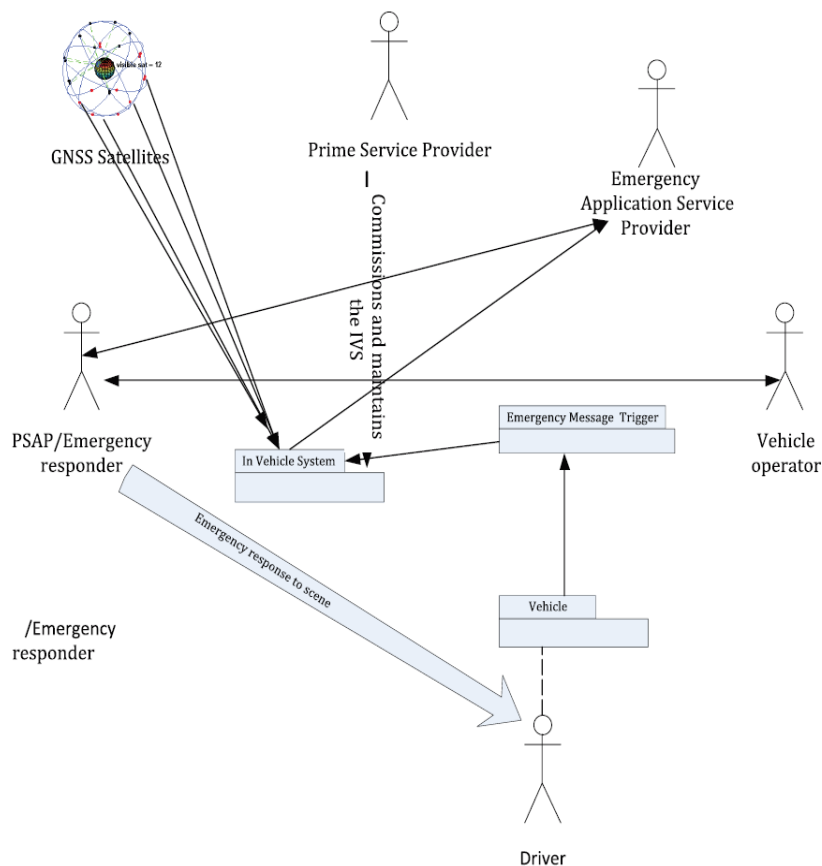 visible sat = 12
GNSS Satellites
Prime Service Provider
Emergency
Application Service
Provider
Commissions and maintains
the IVS
PSAP/Emergency
responder
In Vehicle System
Emergency Message Trigger
Vehicle
operator
Emergency response to scene
Vehicle
/Emergency
responder
Driver